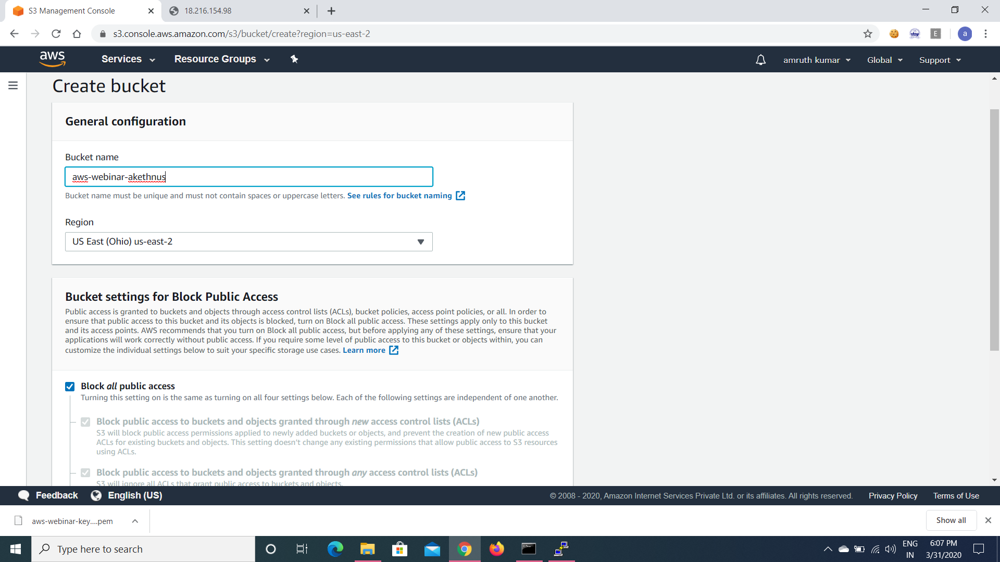 S3 Management Console
18.216.154.98
s3.console.aws.amazon.com/s3/bucket/create?region=us-east-2
E
a
aws
Services
Resource Groups
amruth kumar
Global
Support
Create bucket
General configuration
Bucket name
aws-webinar-akethnus
Bucket name must be unique and must not contain spaces or uppercase letters. See rules for bucket naming
Region
US East (Ohio) us-east-2
Bucket settings for Block Public Access
Public access is granted to buckets and objects through access control lists (ACLs), bucket policies, access point policies, or all. In order to
ensure that public access to this bucket and its objects is blocked, turn on Block all public access. These settings apply only to this bucket
and its access points. AWS recommends that you turn on Block all public access, but before applying any of these settings, ensure that your
applications will work correctly without public access. If you require some level of public access to this bucket or objects within, you can
customize the individual settings below to suit your specific storage use cases. Learn more
Block all public access
Turning this setting on is the same as turning on all four settings below. Each of the following settings are independent of one another.
Block public access to buckets and objects granted through new access control lists (ACLs)
S3 will block public access permissions applied to newly added buckets or objects, and prevent the creation of new public access
ACLs for existing buckets and objects. This setting doesn't change any existing permissions that allow public access to S3 resources
using ACLs.
Block public access to buckets and objects granted through any access control lists (ACLs)
S3 will ignore all ACLs that grant public access to buckets and objects.
Feedback
English (US)
© 2008 - 2020, Amazon Internet Services Private Ltd. or its affiliates. All rights reserved.
Privacy Policy
Terms of Use
aws-webinar-key....pem
Show all
Type here to search
ENG
IN
6:07 PM
3/31/2020